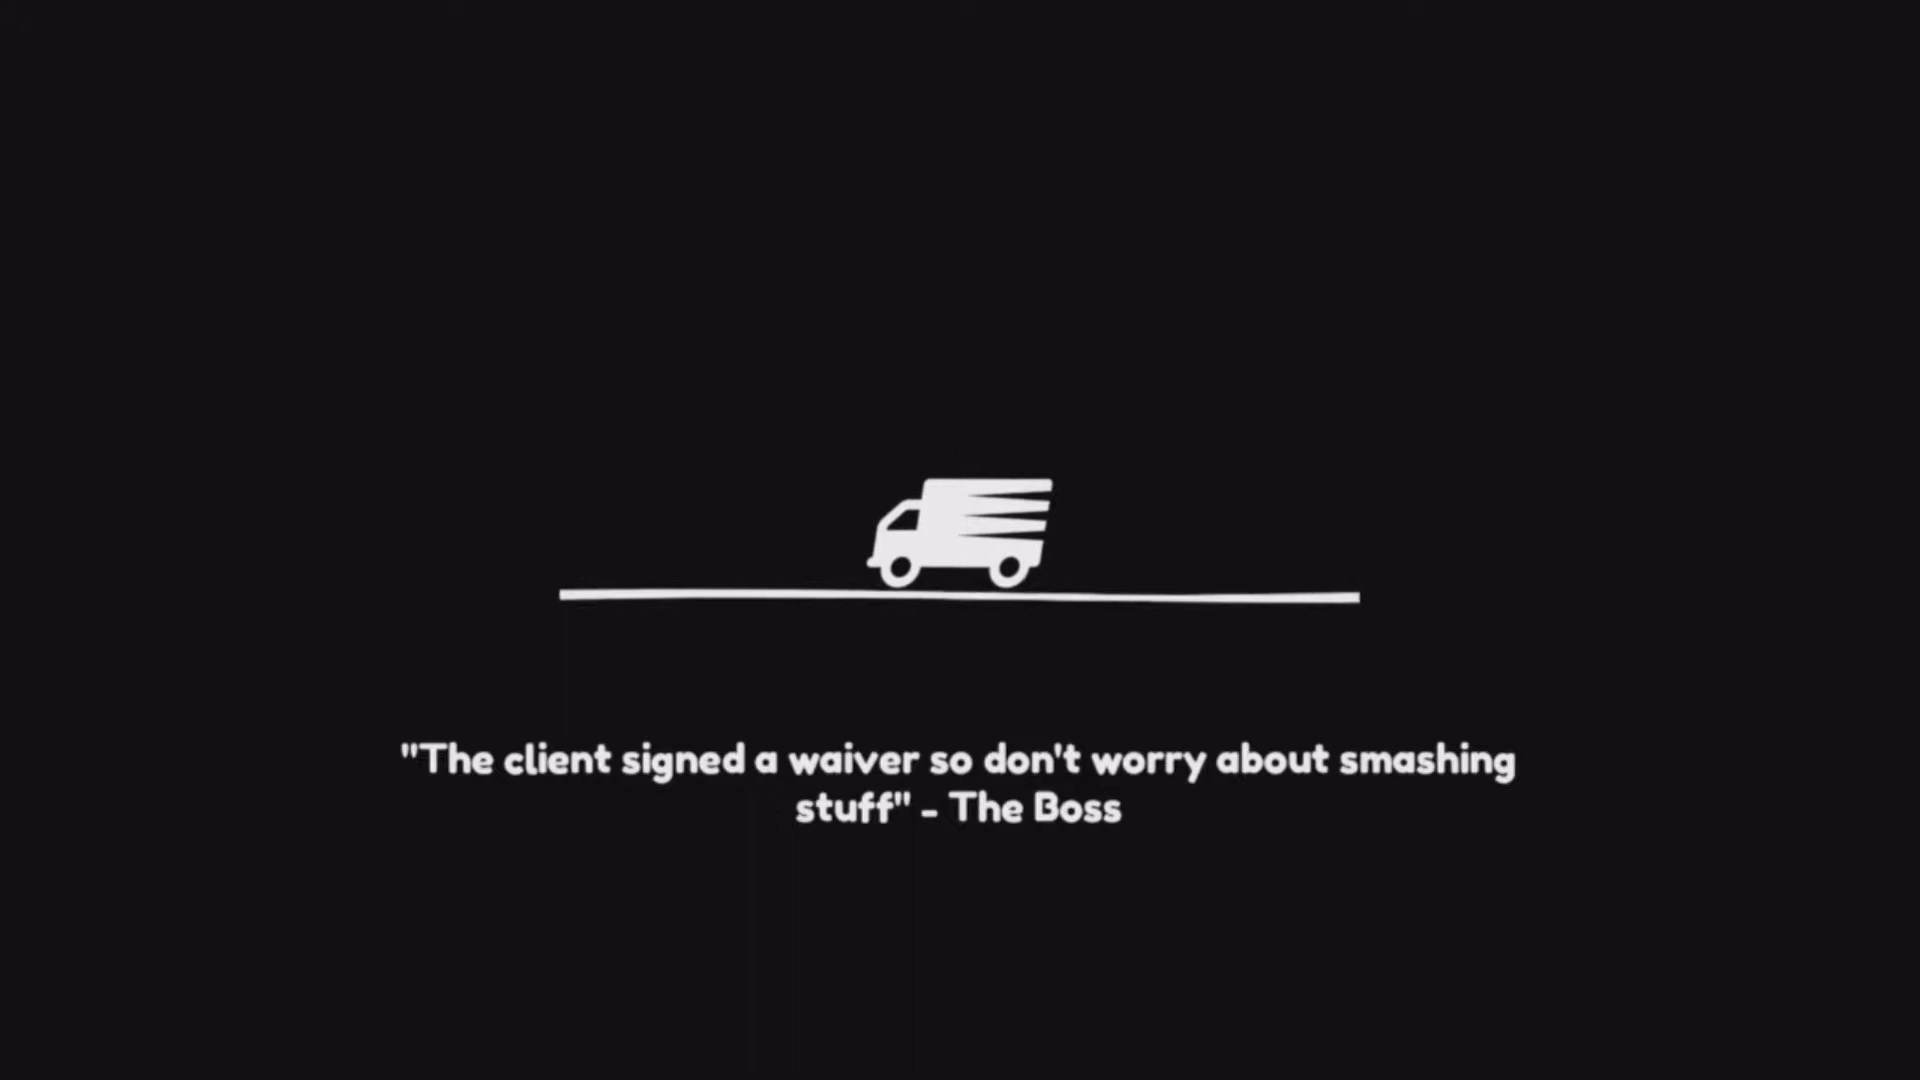 "The client signed a waiver so don't worry about smashing
stuff" - The Boss